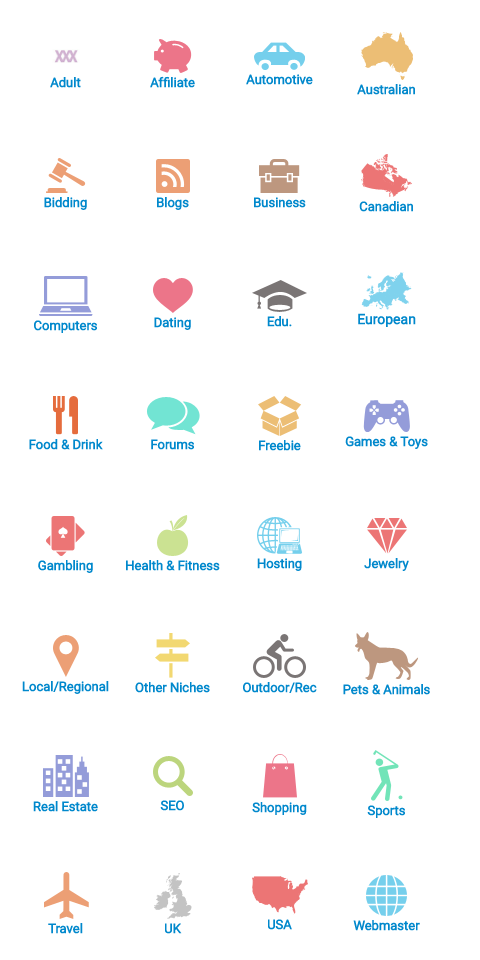 XXX
Adult
Affiliate
Automotive
Australian
Bidding
Blogs
Business
Canadian
Computers
Dating
Edu.
European
Food & Drink
Forums
Freebie
Games & Toys
Gambling
Health & Fitness
Hosting
Jewelry
Local/Regional
Other Niches
Outdoor/Rec
Pets & Animals
Real Estate
SEO
Shopping
Sports
Travel
UK
USA
Webmaster